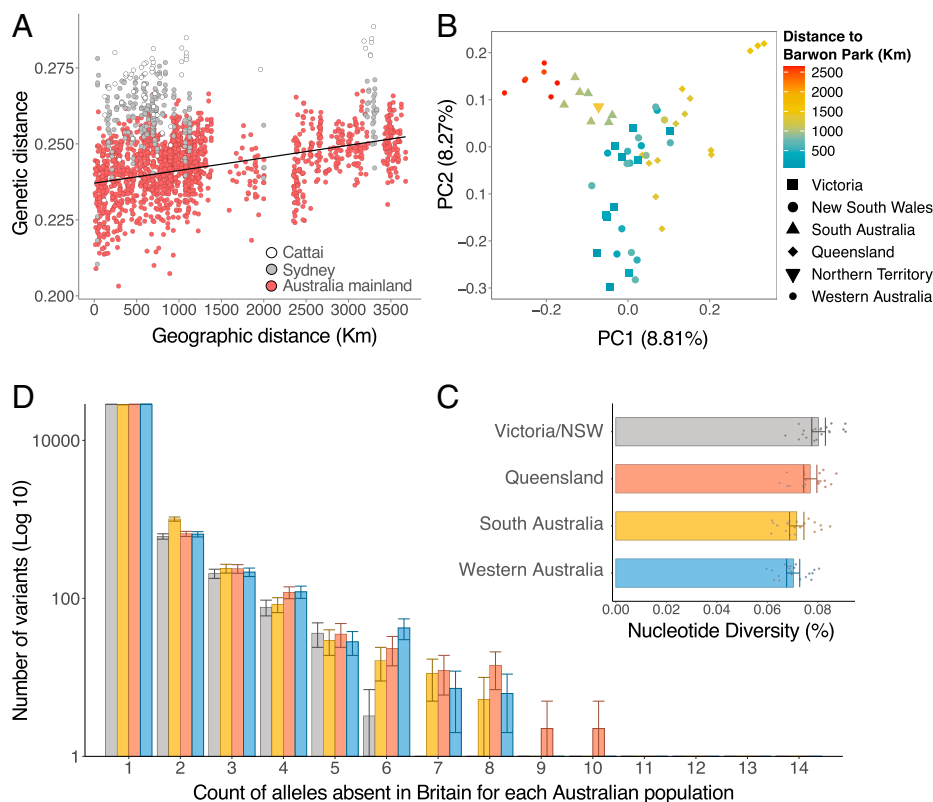 A
Genetic distance
0.275
0.250
0.225
0.200
0
500
1000
1500
2000
2500
3000
3500
Geographic distance (Km)
Cattai
Sydney
Australia mainland
B
PC2 (8.27%)
0.2
0.1
0.0
0.1
−0.2
−0.3
−0.2
0.0
0.2
PC1 (8.81%)
Distance to
Barwon Park (Km)
2500
2000
1500
1000
500
Victoria
New South Wales
South Australia
Queensland
Northern Territory
Western Australia
D
Number of variants (Log 10)
10000
100
1
1 2 3 4 5 6 7 8 9 10 11 12 13 14
Count of alleles absent in Britain for each Australian population
C
Victoria/NSW
Queensland
South Australia
Western Australia
0.00 0.02 0.04 0.06 0.08
Nucleotide Diversity (%)